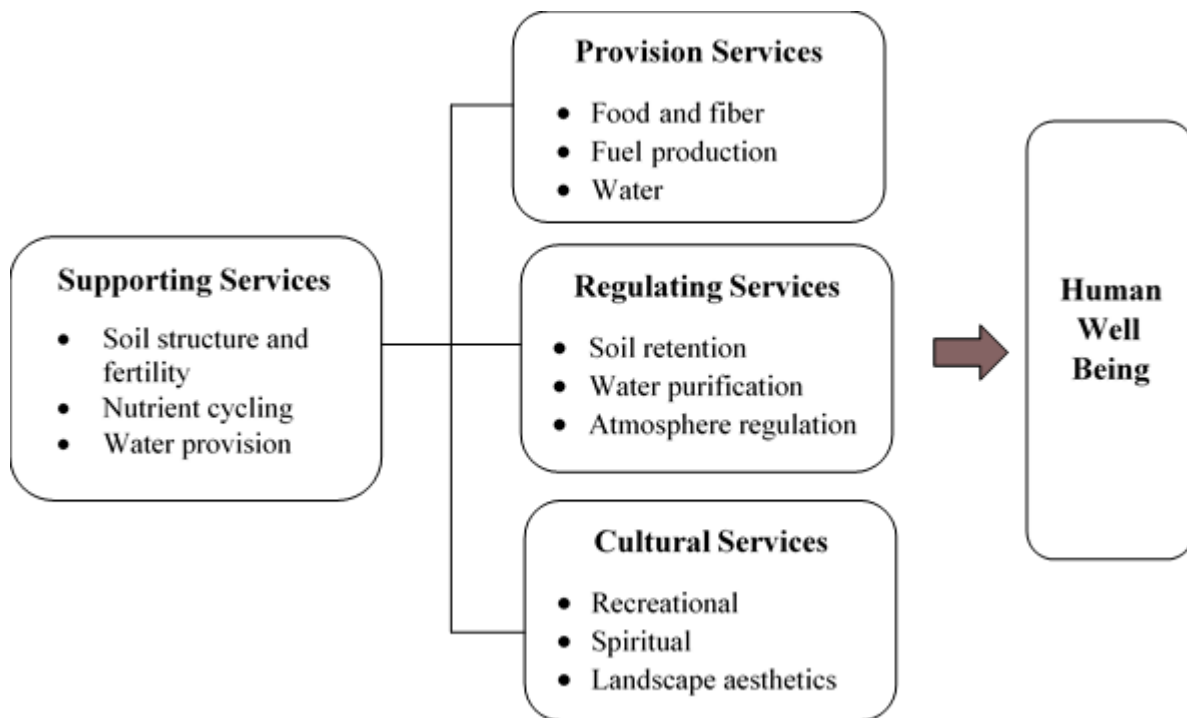 Provision Services
• Food and fiber
• Fuel production
• Water
Supporting Services
• Soil structure and
fertility
• Nutrient cycling
• Water provision
Regulating Services
• Soil retention
• Water purification
• Atmosphere regulation
Cultural Services
• Recreational
• Spiritual
• Landscape aesthetics
Human
Well
Being